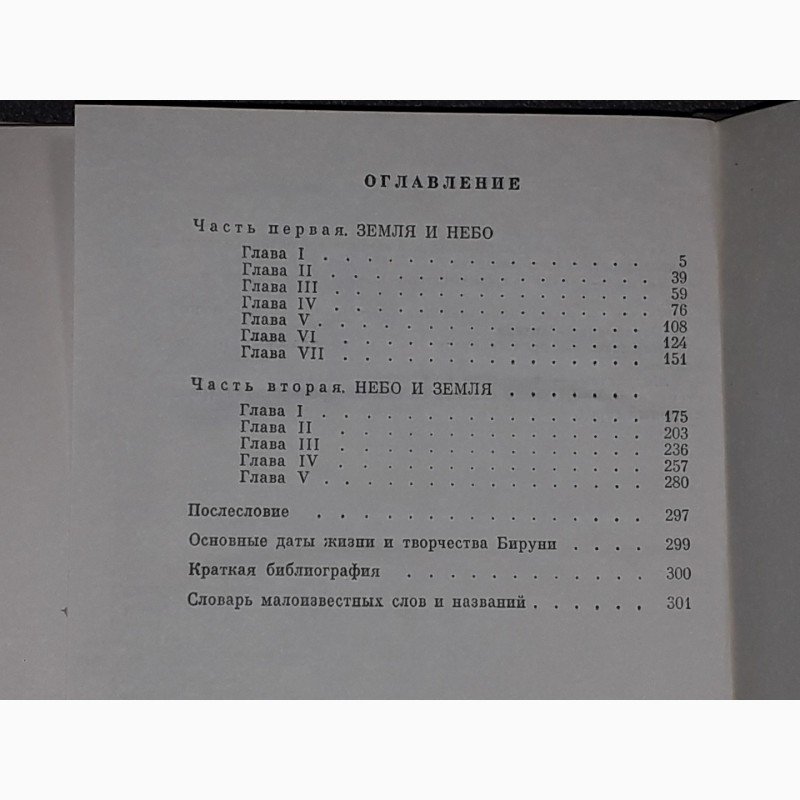 ОГЛАВЛЕНИЕ
Часть первая. ЗЕМЛЯ И НЕБО
Глава I . . . . . . . . . . . . . . . . 5
Глава II . . . . . . . . . . . . . . . 39
Глава III . . . . . . . . . . . . . . . 59
Глава IV . . . . . . . . . . . . . . . 76
Глава V . . . . . . . . . . . . . . . . 108
Глава VI . . . . . . . . . . . . . . . 124
Глава VII . . . . . . . . . . . . . . 151
Часть вторая. НЕБО И ЗЕМЛЯ . . . . . . .
Глава I . . . . . . . . . . . . . . . . 175
Глава II . . . . . . . . . . . . . . . 203
Глава III . . . . . . . . . . . . . . . 236
Глава IV . . . . . . . . . . . . . . . 257
Глава V . . . . . . . . . . . . . . . . 280
Послесловие . . . . . . . . . . . . . . . 297
Основные даты жизни и творчества Бируни . . . . 299
Краткая библиография . . . . . . . . . . . 300
Словарь малоизвестных слов и названий . . . . . . 301